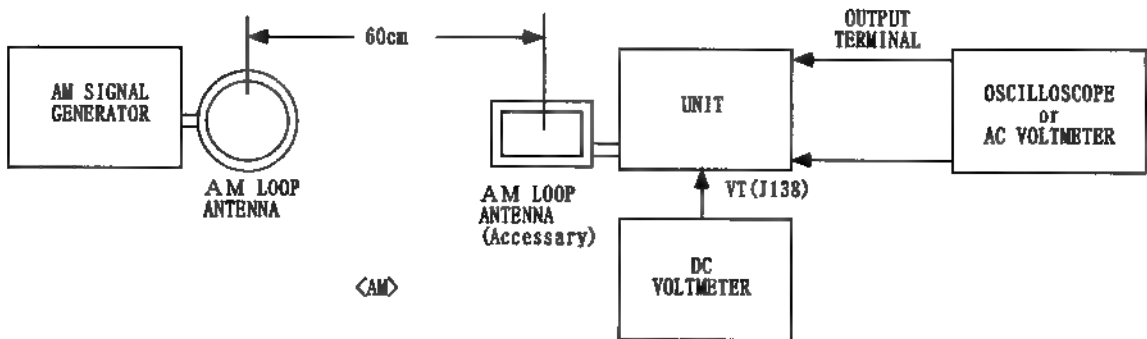 60cm
OUTPUT
TERMINAL
AM SIGNAL
GENERATOR
UNIT
OSCILLOSCOPE
or
AC VOLTMETER
AM LOOP
ANTENNA
AM LOOP
ANTENNA
(Accessary)
VT(J138)
DC
VOLTMETER
<AM>